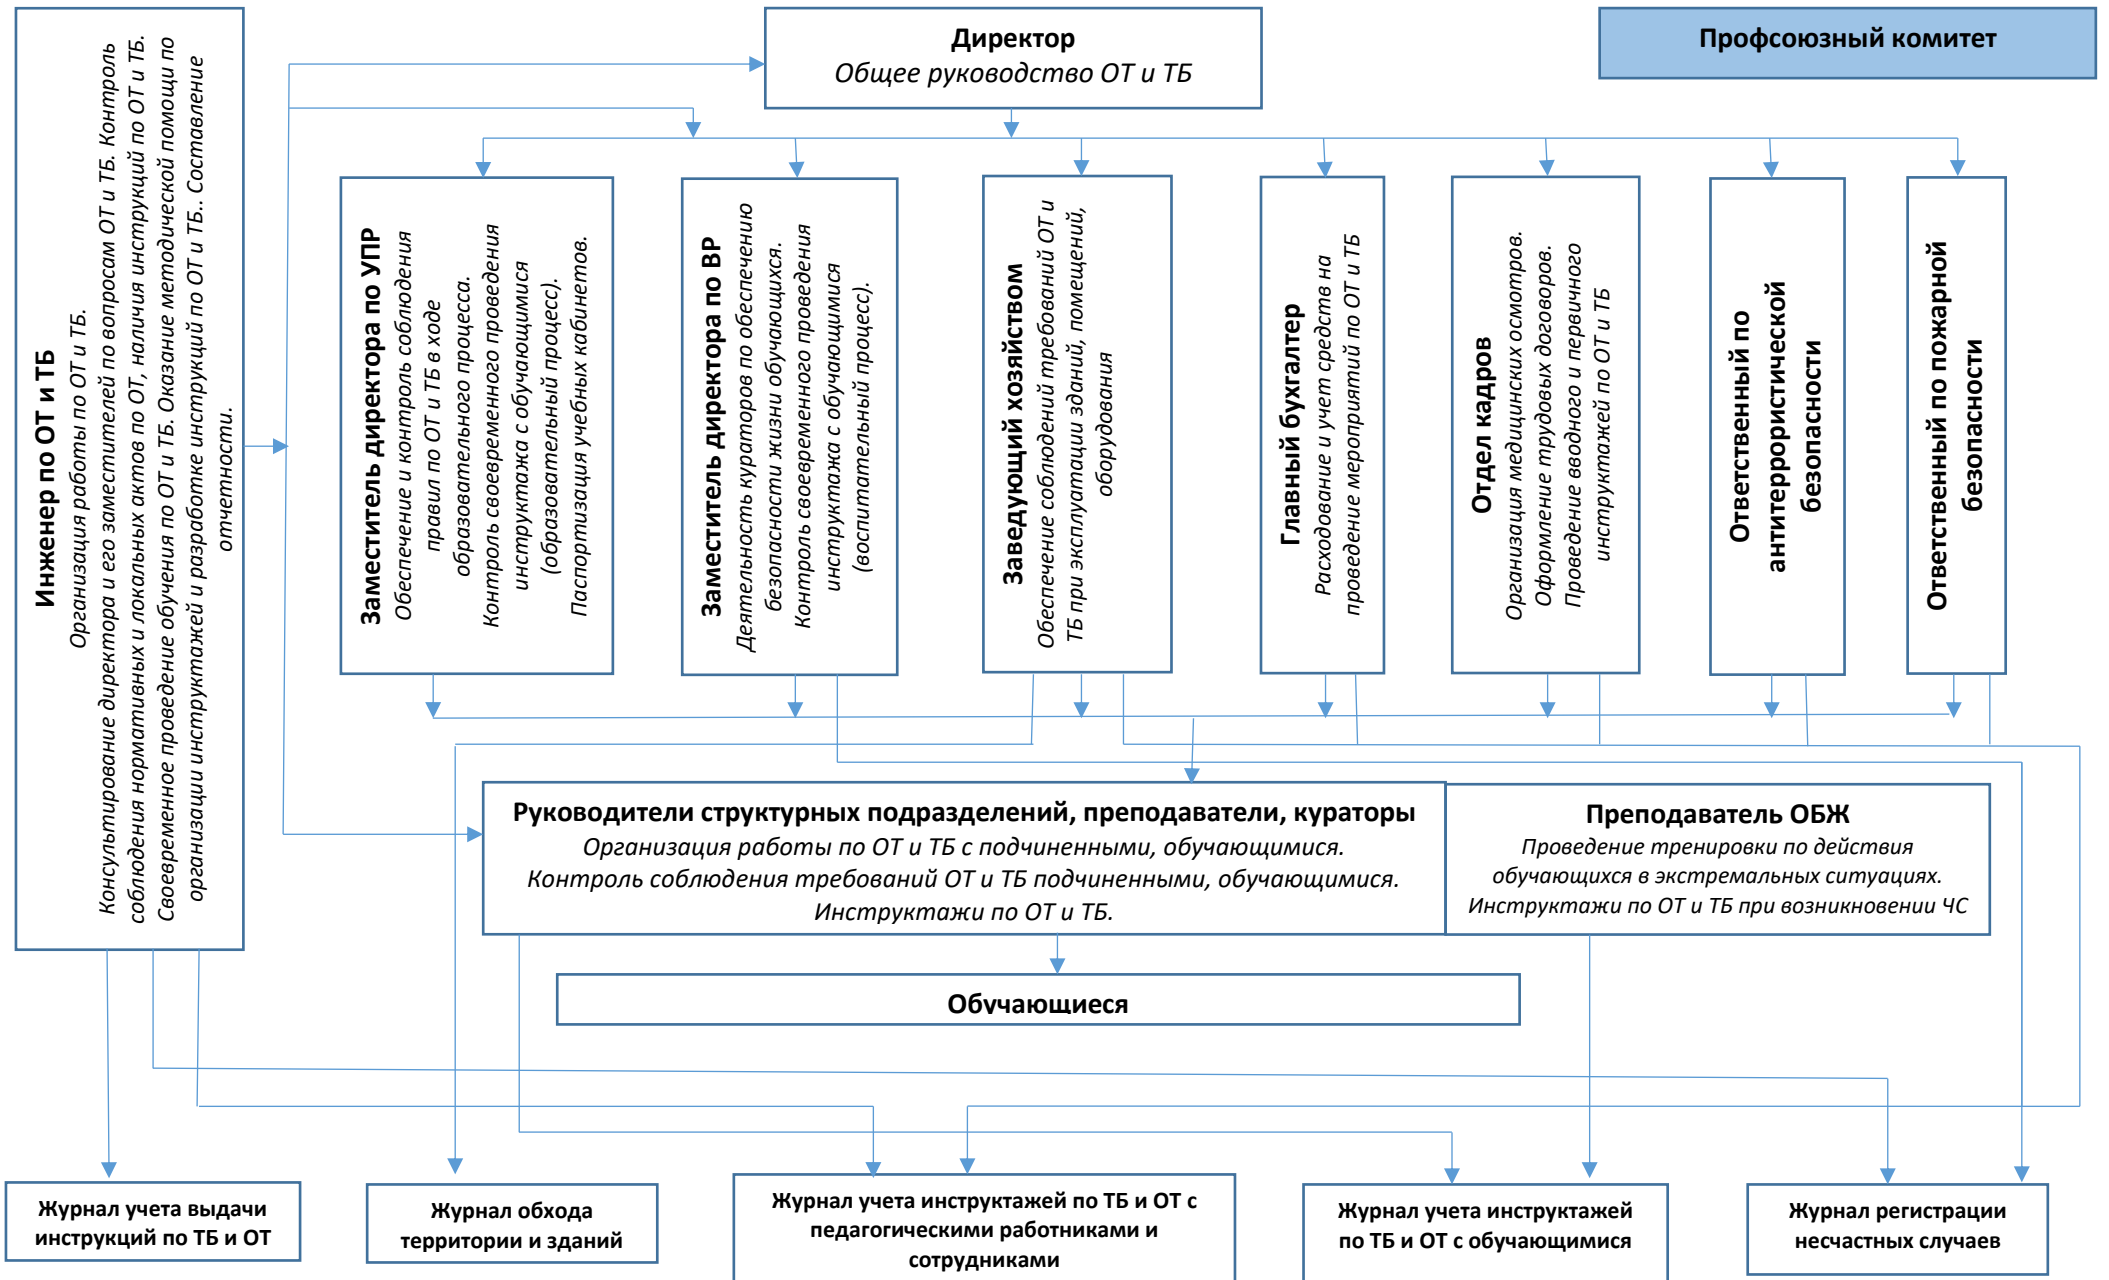 Инженер по ОТ и ТБ
Организация работы по ОТ и ТБ.
Консультирование директора и его заместителей по вопросам ОТ и ТБ. Контроль
соблюдения нормативных и локальных актов по ОТ, наличия инструкций по ОТ и ТБ.
Своевременное проведение обучения по ОТ и ТБ. Оказание методической помощи по
организации инструктажей и разработке инструкций по ОТ и ТБ.. Составление
отчетности.
Директор
Общее руководство ОТ и ТБ
Профсоюзный комитет
Заместитель директора по УПР
Обеспечение и контроль соблюдения
правил по ОТ и ТБ в ходе
образовательного процесса.
Контроль своевременного проведения
инструктажа с обучающимися
(образовательный процесс).
Паспортизация учебных кабинетов.
Заместитель директора по ВР
Деятельность кураторов по обеспечению
безопасности жизни обучающихся.
Контроль своевременного проведения
инструктажа с обучающимися
(воспитательный процесс).
Заведующий хозяйством
Обеспечение соблюдений требований ОТ и
ТБ при эксплуатации зданий, помещений,
оборудования
Главный бухгалтер
Расходование и учет средств на
проведение мероприятий по ОТ и ТБ
Отдел кадров
Организация медицинских осмотров.
Оформление трудовых договоров.
Проведение вводного и первичного
инструктажей по ОТ и ТБ
Ответственный по
антитеррористической
безопасности
Ответственный по пожарной
безопасности
Руководители структурных подразделений, преподаватели, кураторы
Организация работы по ОТ и ТБ с подчиненными, обучающимися.
Контроль соблюдения требований ОТ и ТБ подчиненными, обучающимися.
Инструктажи по ОТ и ТБ.
Преподаватель ОБЖ
Проведение тренировки по действия
обучающихся в экстремальных ситуациях.
Инструктажи по ОТ и ТБ при возникновении ЧС
Обучающиеся
Журнал учета выдачи
инструкций по ТБ и ОТ
Журнал обхода
территории и зданий
Журнал учета инструктажей по ТБ и ОТ с
педагогическими работниками и
сотрудниками
Журнал учета инструктажей
по ТБ и ОТ с обучающимися
Журнал регистрации
несчастных случаев